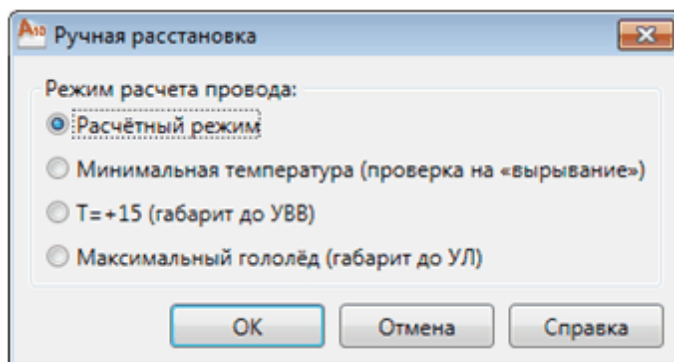 Ручная расстановка
Режим расчета провода:
Расчётный режим
Минимальная температура (проверка на «вырывание»)
Т=+15 (габарит до УВВ)
Максимальный гололёд (габарит до УЛ)
ОК Отмена Справка